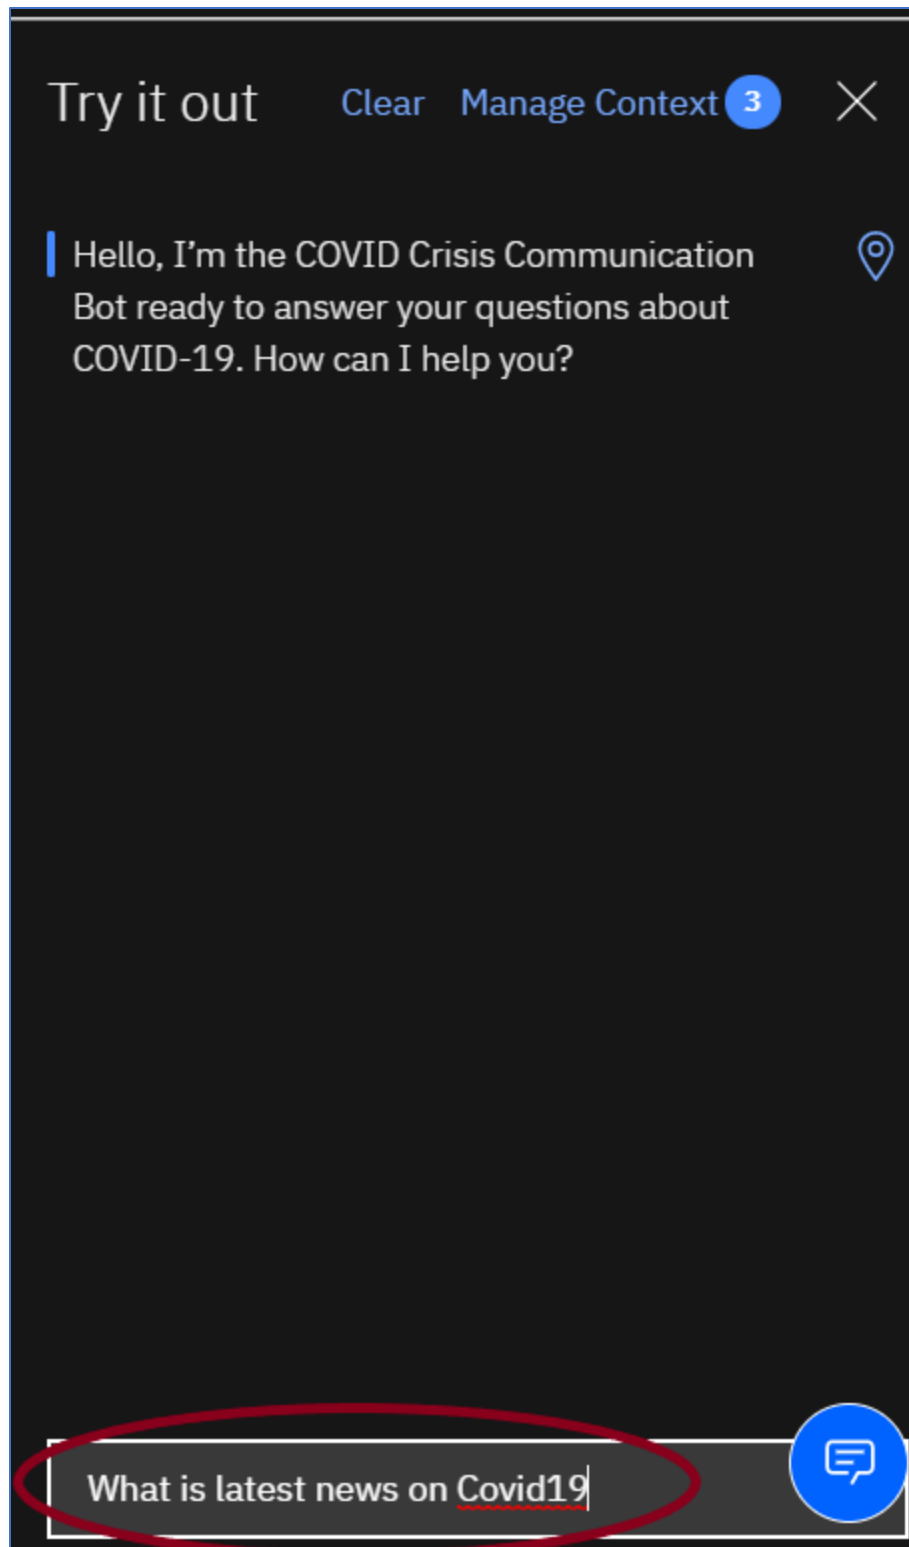 Try it out Clear Manage Context 3
Hello, I’m the COVID Crisis Communication
Bot ready to answer your questions about
COVID-19. How can I help you?
What is latest news on Covid19